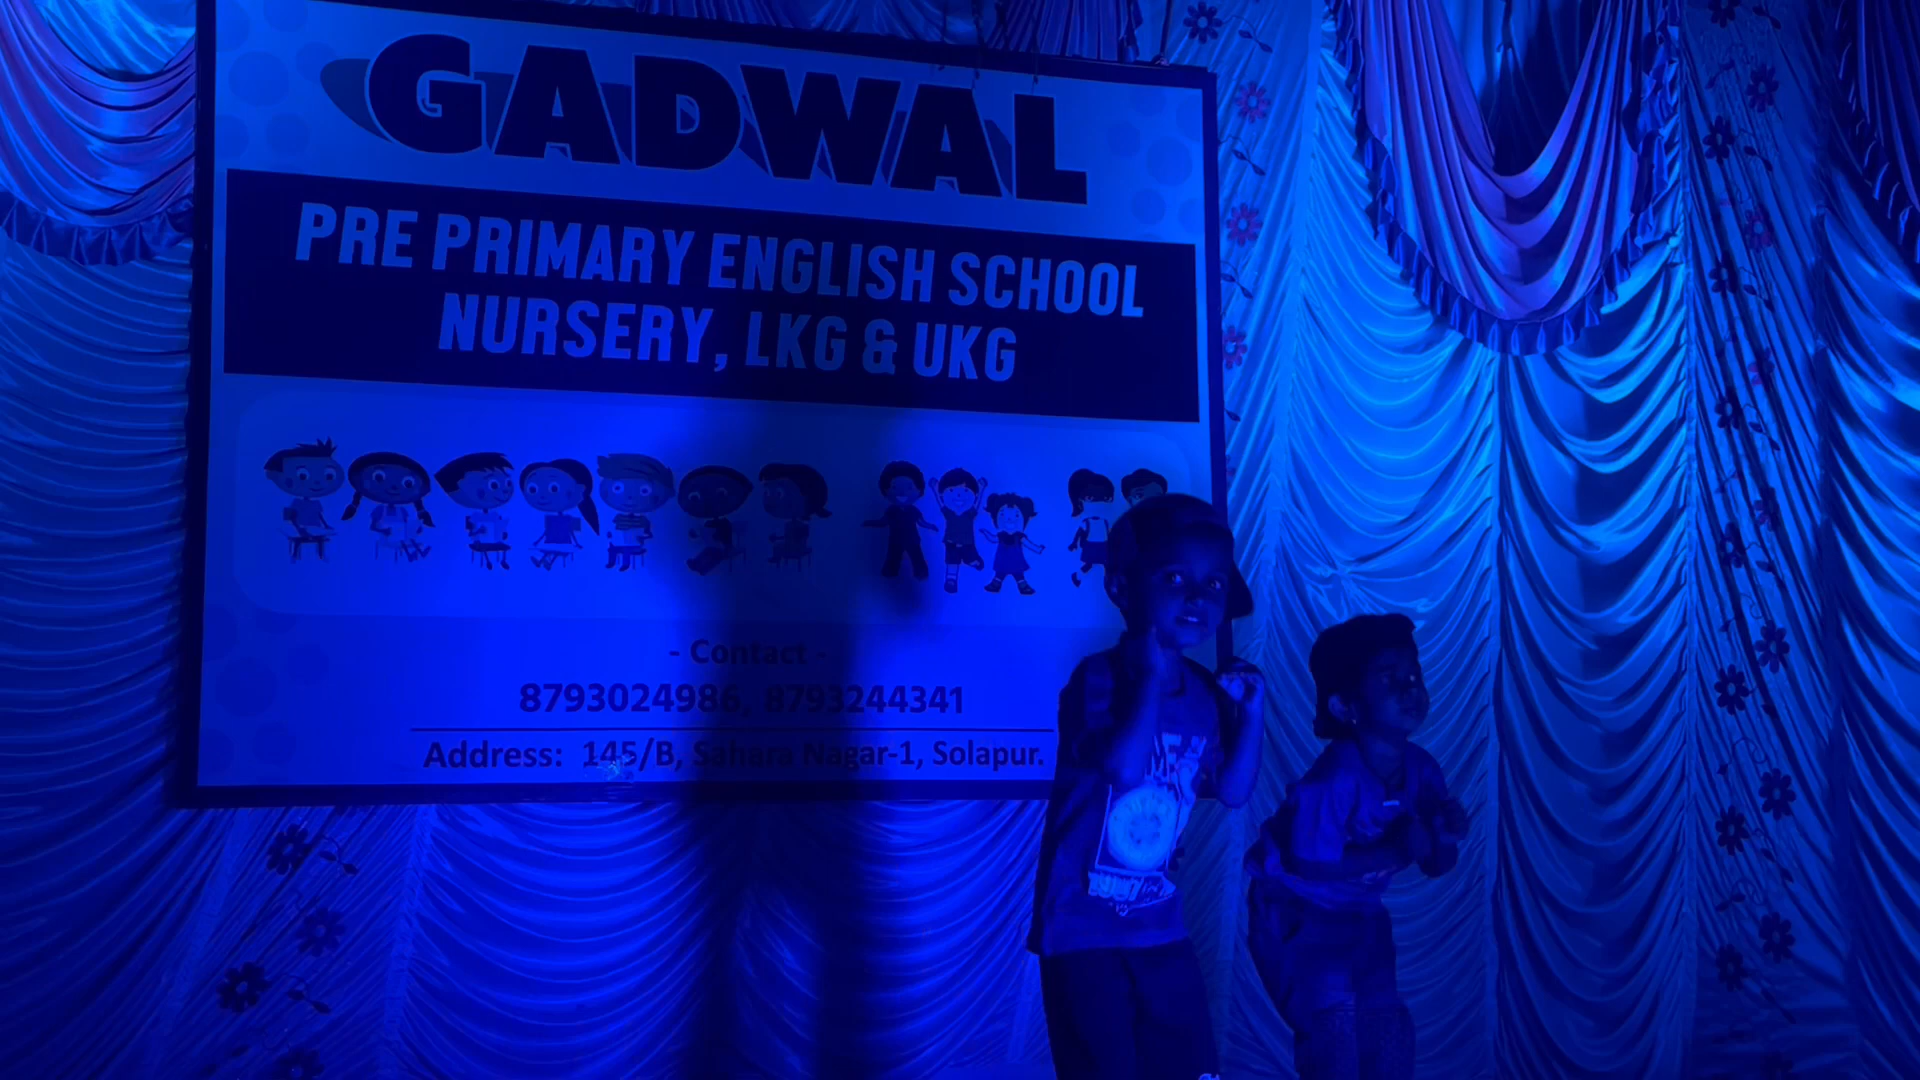 GADWAL
PRE PRIMARY ENGLISH SCHOOL
NURSERY, LKG & UKG
- Contact -
8793024986, 8793244341
Address: 145/B, Sahara Nagar-1, Solapur.